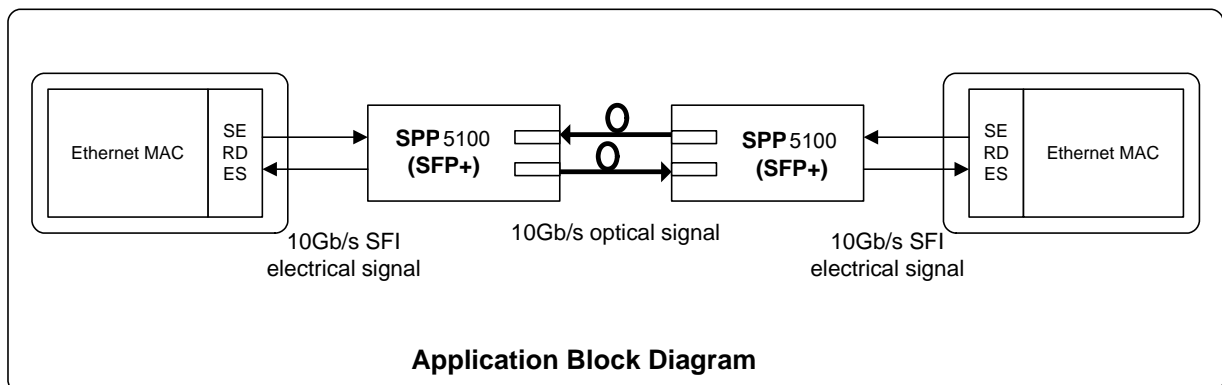 Ethernet MAC
SE
RD
ES
SPP 5100
(SFP+)
SPP 5100
(SFP+)
SE
RD
ES
Ethernet MAC
10Gb/s SFI
electrical signal
10Gb/s optical signal
10Gb/s SFI
electrical signal
Application Block Diagram